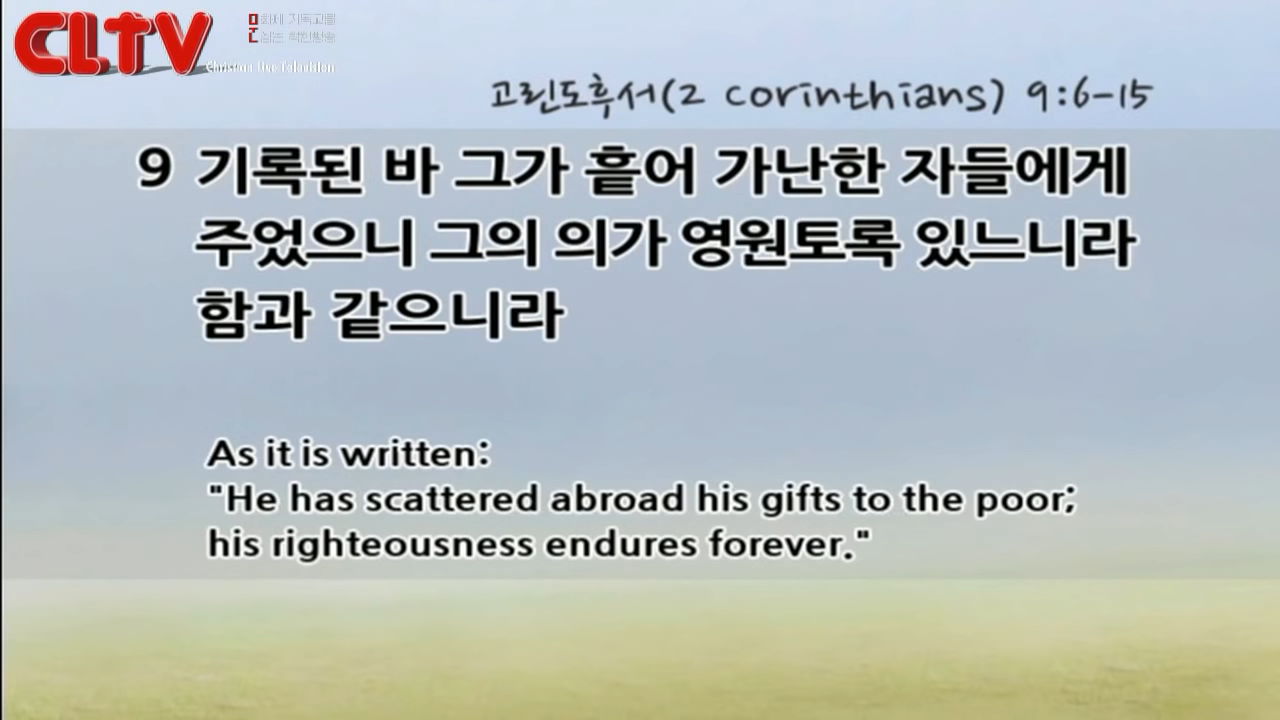 CLTV
Christian Live Television
고린도후서(2 corinthians) 9:6-15
9 기록된 바 그가 흩어 가난한 자들에게
주었으니 그의 의가 영원토록 있느니라
함과 같으니라
As it is written:
"He has scattered abroad his gifts to the poor;
his righteousness endures forever."